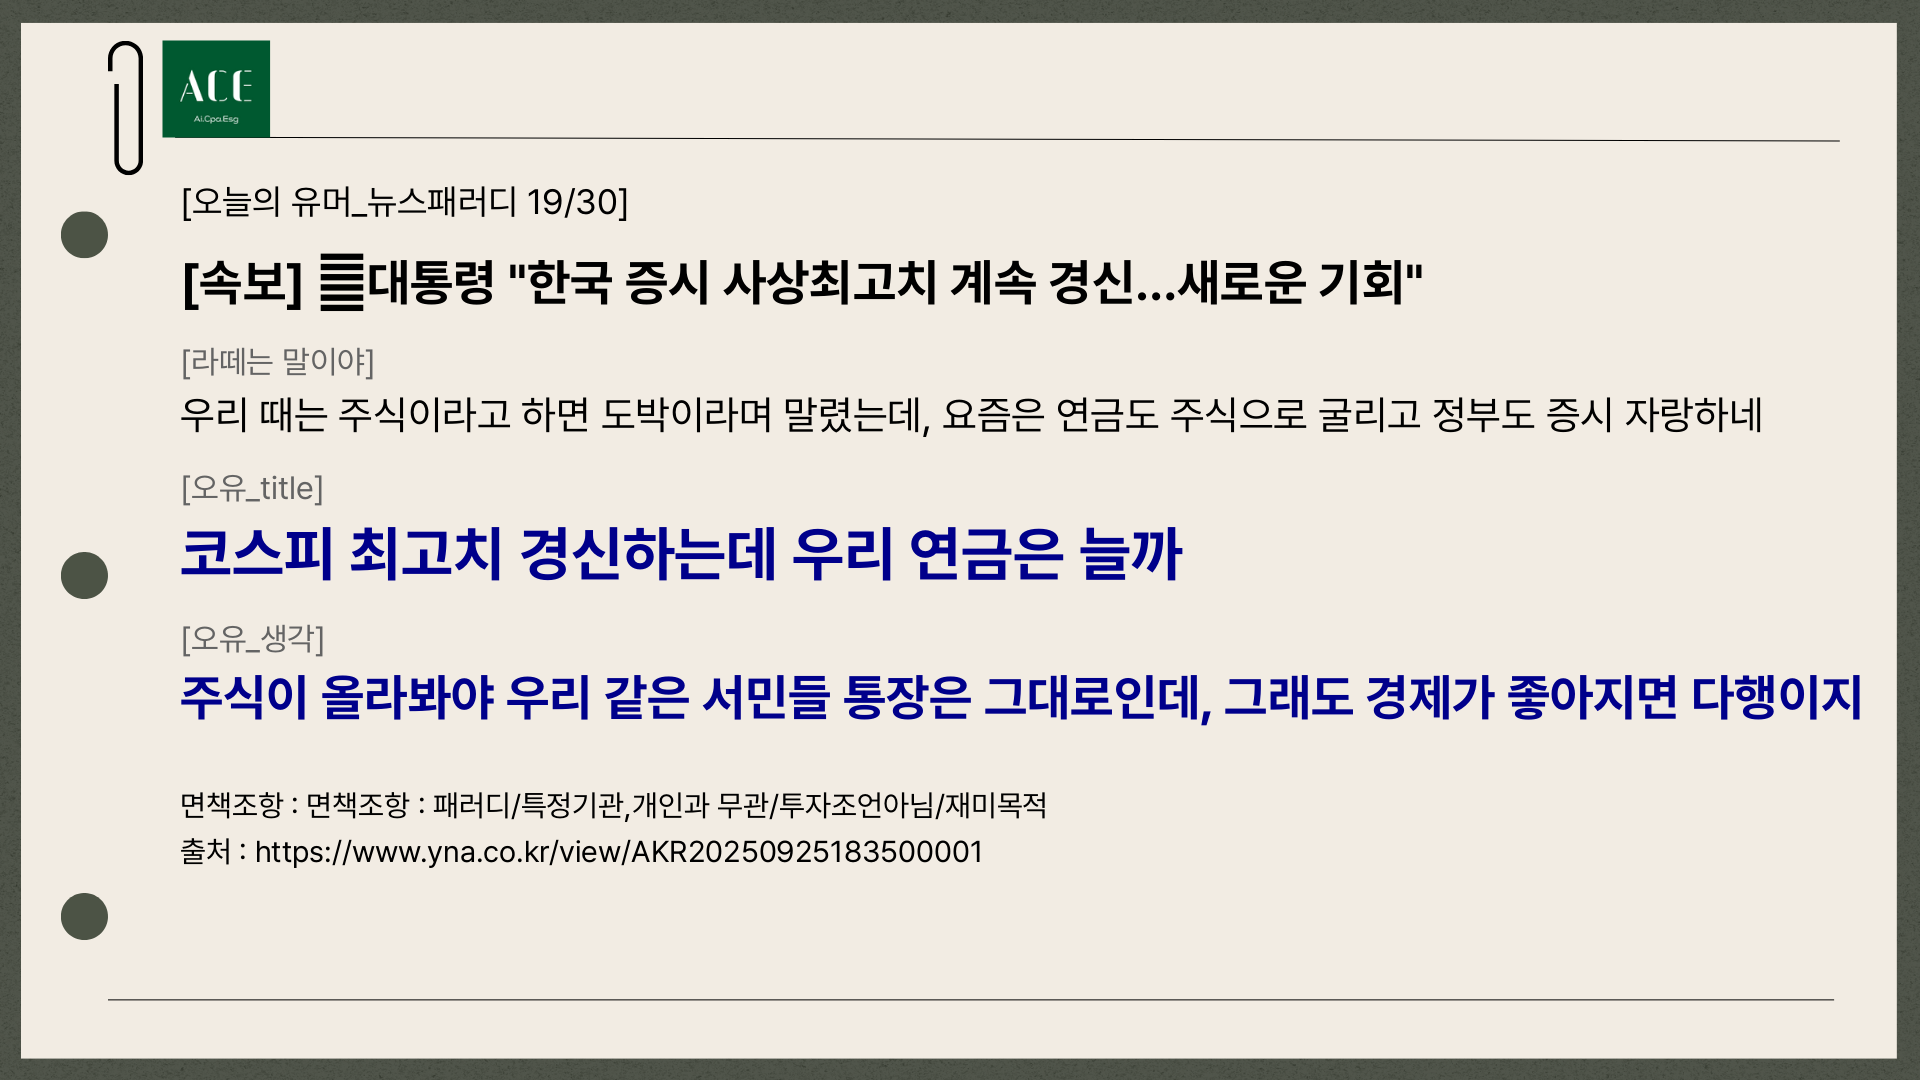 ACE
Ai.Cpa.Esg
[오늘의 유머_뉴스패러디 19/30]
[속보] 대통령 "한국 증시 사상최고치 계속 경신...새로운 기회"
[라떼는 말이야]
우리 때는 주식이라고 하면 도박이라며 말렸는데, 요즘은 연금도 주식으로 굴리고 정부도 증시 자랑하네
[오유_title]
코스피 최고치 경신하는데 우리 연금은 늘까
[오유_생각]
주식이 올라봐야 우리 같은 서민들 통장은 그대로인데, 그래도 경제가 좋아지면 다행이지
면책조항 : 면책조항 : 패러디/특정기관,개인과 무관/투자조언아님/재미목적
출처 : https://www.yna.co.kr/view/AKR20250925183500001